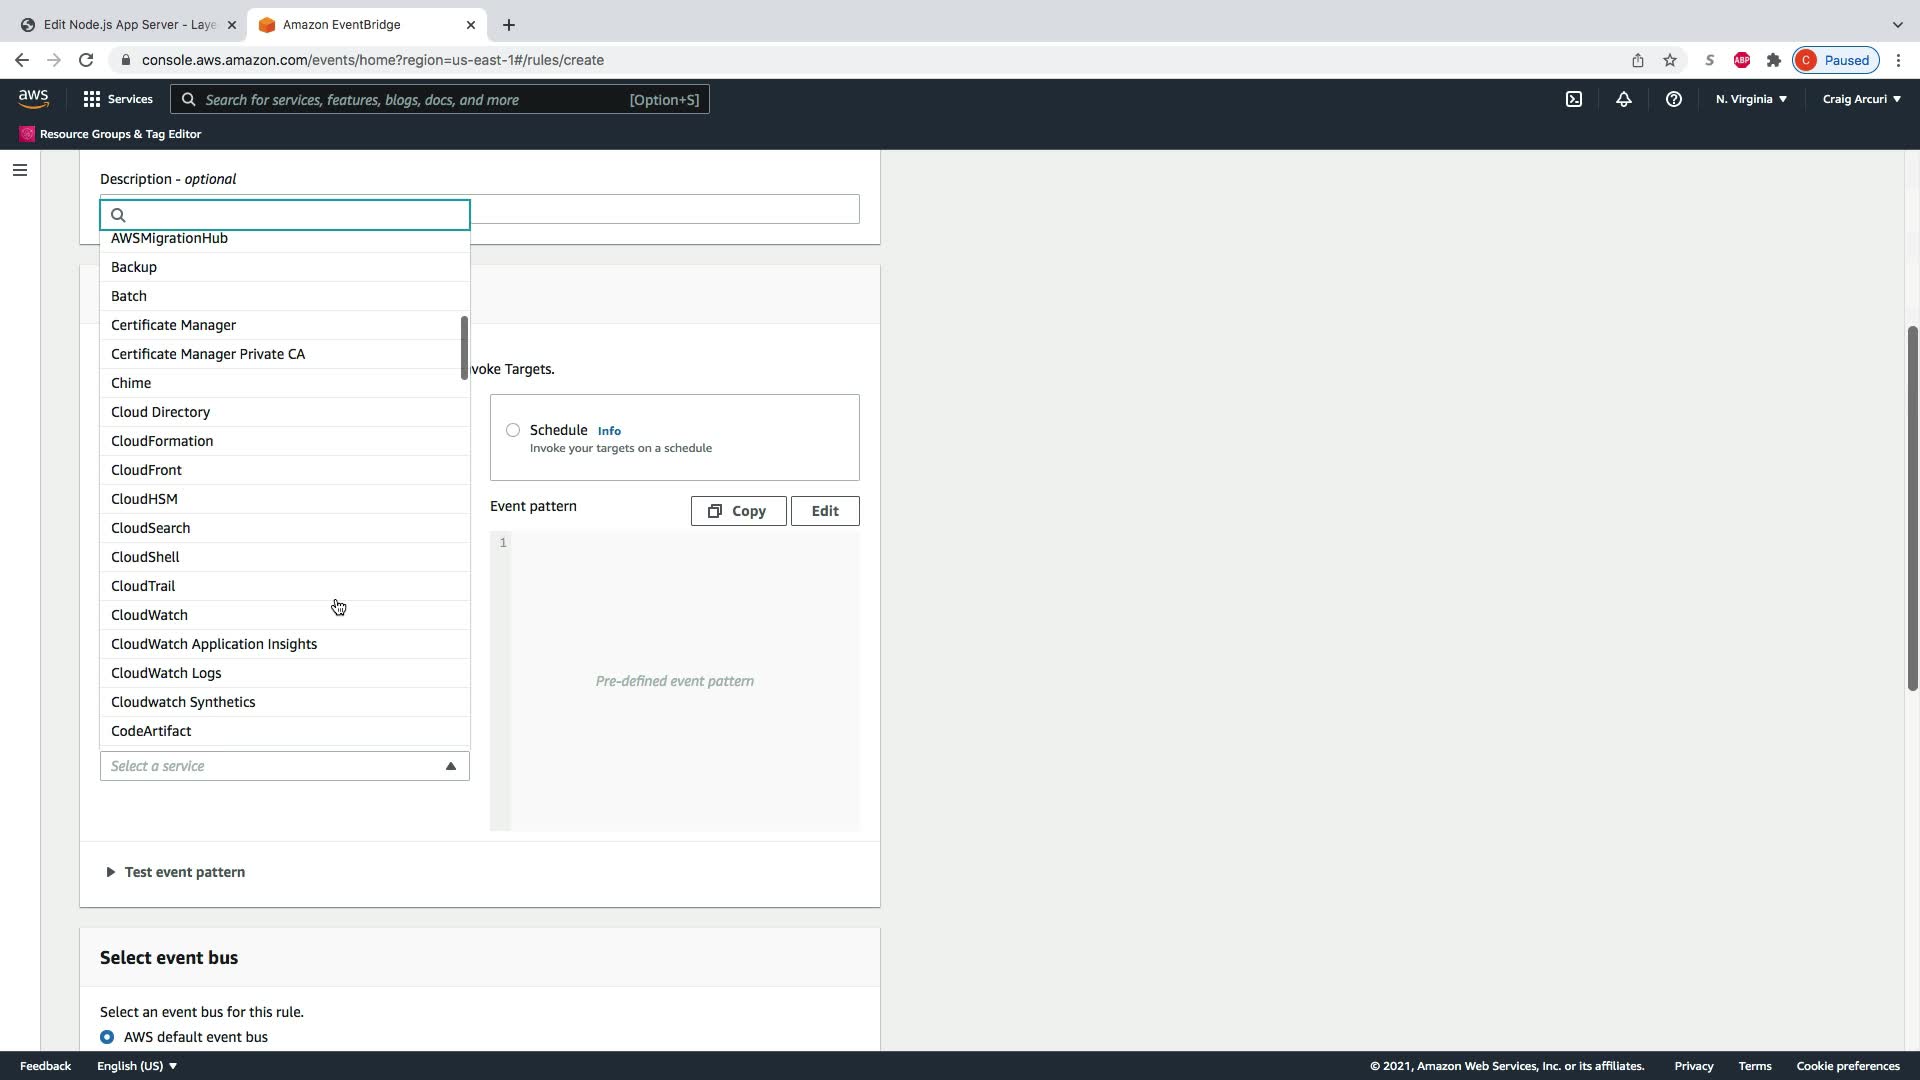 Edit Node.js App Server - Laye
Amazon EventBridge
console.aws.amazon.com/events/home?region=us-east-1#/rules/create
S
ABP
C Paused
aws
Services
Search for services, features, blogs, docs, and more [Option+S]
N. Virginia
Craig Arcuri
Resource Groups & Tag Editor
Description - optional
AWSMigrationHub
Backup
Batch
Certificate Manager
Certificate Manager Private CA
Chime
Cloud Directory
CloudFormation
CloudFront
CloudHSM
CloudSearch
CloudShell
CloudTrail
CloudWatch
CloudWatch Application Insights
CloudWatch Logs
Cloudwatch Synthetics
CodeArtifact
Select a service
voke Targets.
Schedule Info
Invoke your targets on a schedule
Event pattern
Copy
Edit
1
Pre-defined event pattern
Test event pattern
Select event bus
Select an event bus for this rule.
AWS default event bus
Feedback
English (US)
© 2021, Amazon Web Services, Inc. or its affiliates.
Privacy
Terms
Cookie preferences